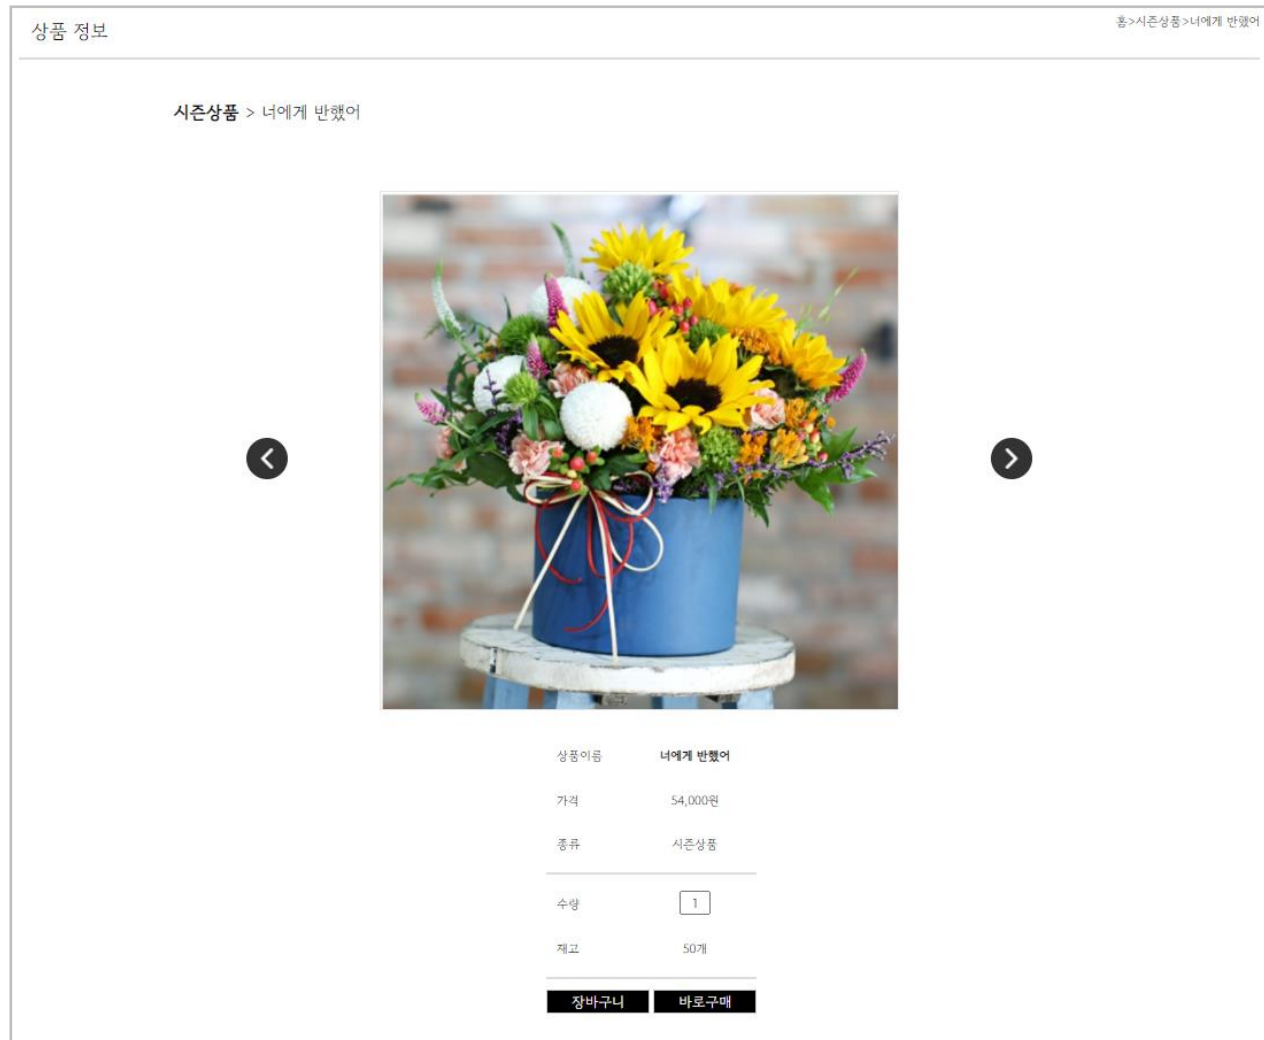 상품 정보
홈>시즌상품>너에게 반했어
시즌상품 > 너에게 반했어
상품이름 너에게 반했어
가격 54,000원
종류 시즌상품
수량 1
재고 50개
장바구니 바로구매